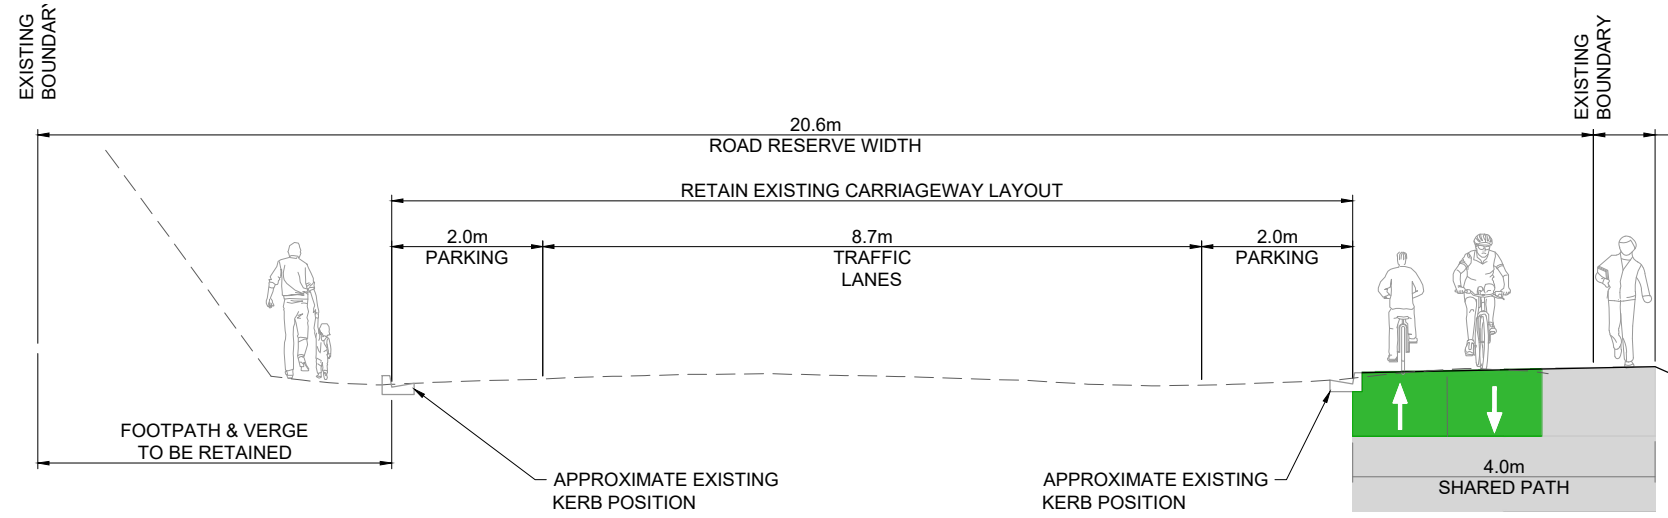 EXISTING
BOUNDARY
EXISTING
BOUNDARY
20.6m
ROAD RESERVE WIDTH
RETAIN EXISTING CARRIAGEWAY LAYOUT
2.0m
PARKING
8.7m
TRAFFIC
LANES
2.0m
PARKING
FOOTPATH & VERGE
TO BE RETAINED
APPROXIMATE EXISTING
KERB POSITION
APPROXIMATE EXISTING
KERB POSITION
4.0m
SHARED PATH